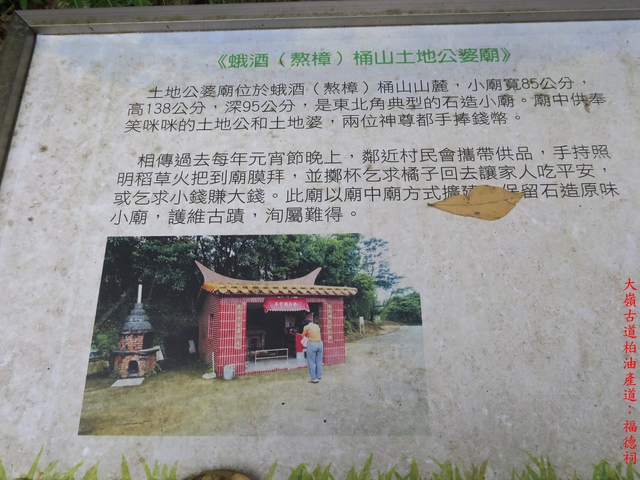 《蛾酒（熬樟）桶山土地公婆廟》
土地公婆廟位於蛾酒（熬樟）桶山山麓，小廟寬85公分，
高138公分，深95公分，是東北角典型的石造小廟。廟中供奉
笑咪咪的土地公和土地婆，兩位神尊都手捧錢幣。
相傳過去每年元宵節晚上，鄰近村民會攜帶供品，手持照
明稻草火把到廟膜拜，並擲杯乞求橘子回去讓家人吃平安，
或乞求小錢賺大錢。此廟以廟中廟方式擴 保留石造原味
小廟，護維古蹟，洵屬難得。
大嶺古道柏油產道：福德祠